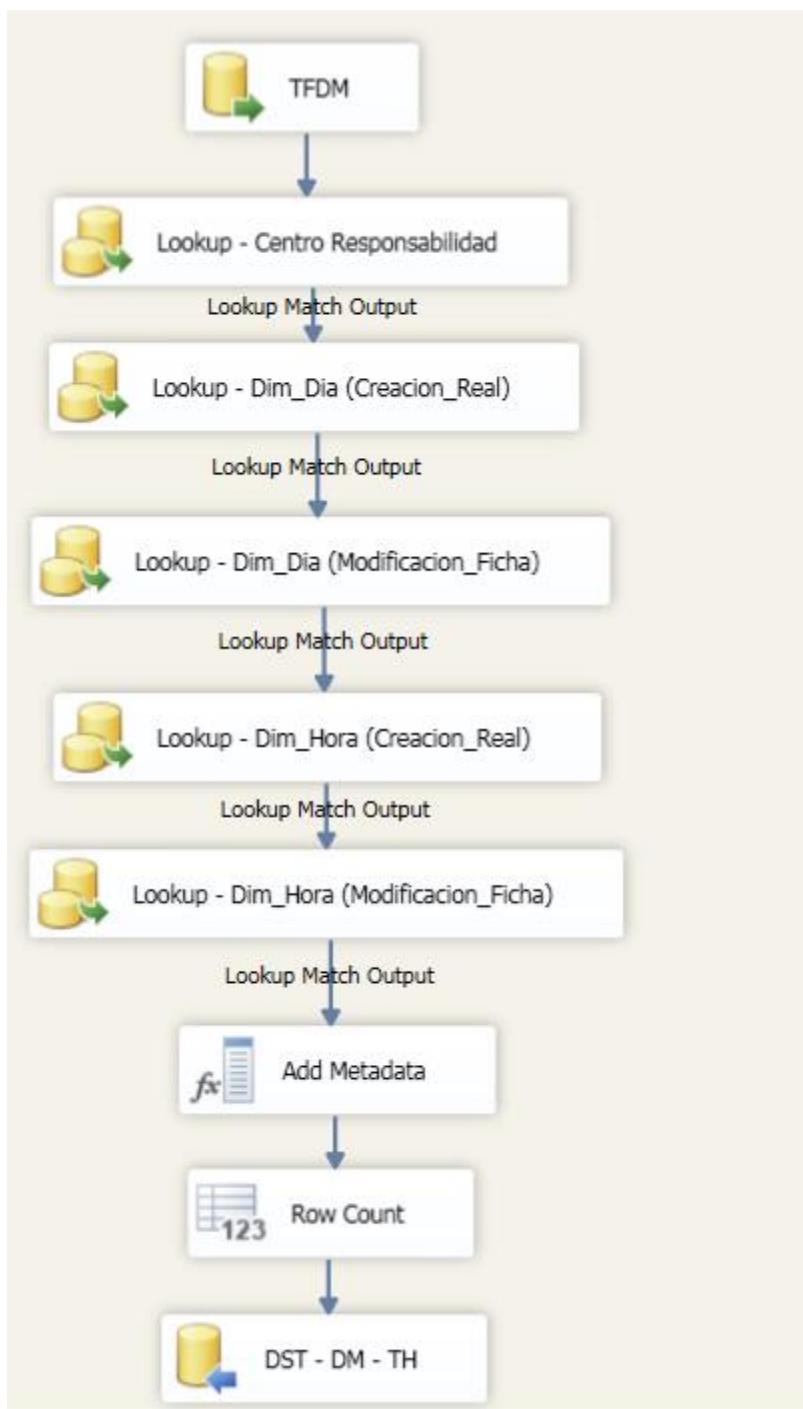 TFDM
Lookup - Centro Responsabilidad
Lookup Match Output
Lookup - Dim_Dia (Creacion_Real)
Lookup Match Output
Lookup - Dim_Dia (Modificacion_Ficha)
Lookup Match Output
Lookup - Dim_Hora (Creacion_Real)
Lookup Match Output
Lookup - Dim_Hora (Modificacion_Ficha)
Lookup Match Output
fx Add Metadata
123 Row Count
DST - DM - TH